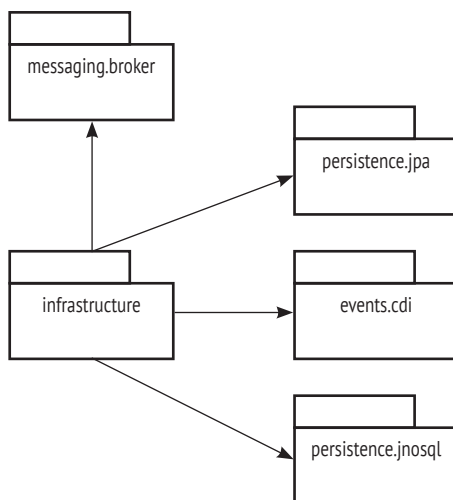 messaging.broker
persistence.jpa
infrastructure
events.cdi
persistence.jnosql